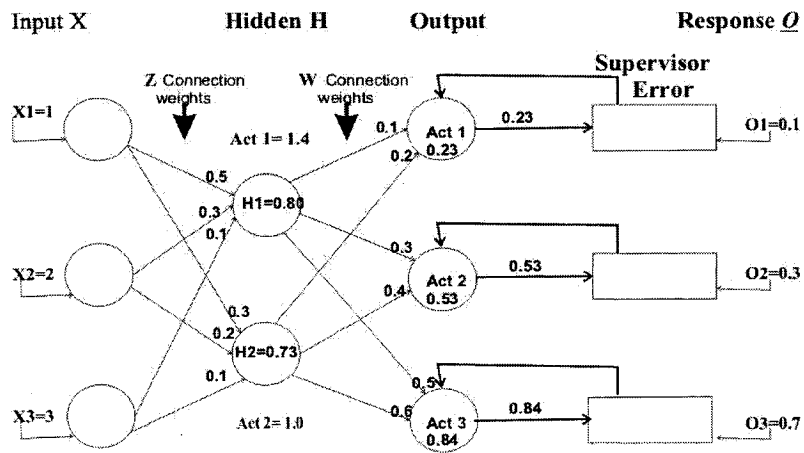 Input X
Hidden H
Output
Response O
Supervisor
Error
Z Connection
weights
W Connection
weights
X1=1
Act 1= 1.4
0.1
Act 1
0.23
0.23
O1=0.1
0.2
0.5
0.3
H1=0.80
0.1
0.3
X2=2
Act 2
0.53
0.53
O2=0.3
0.4
0.3
0.2
H2=0.73
0.1
0.5
X3=3
Act 2= 1.0
0.6
Act 3
0.84
0.84
O3=0.7